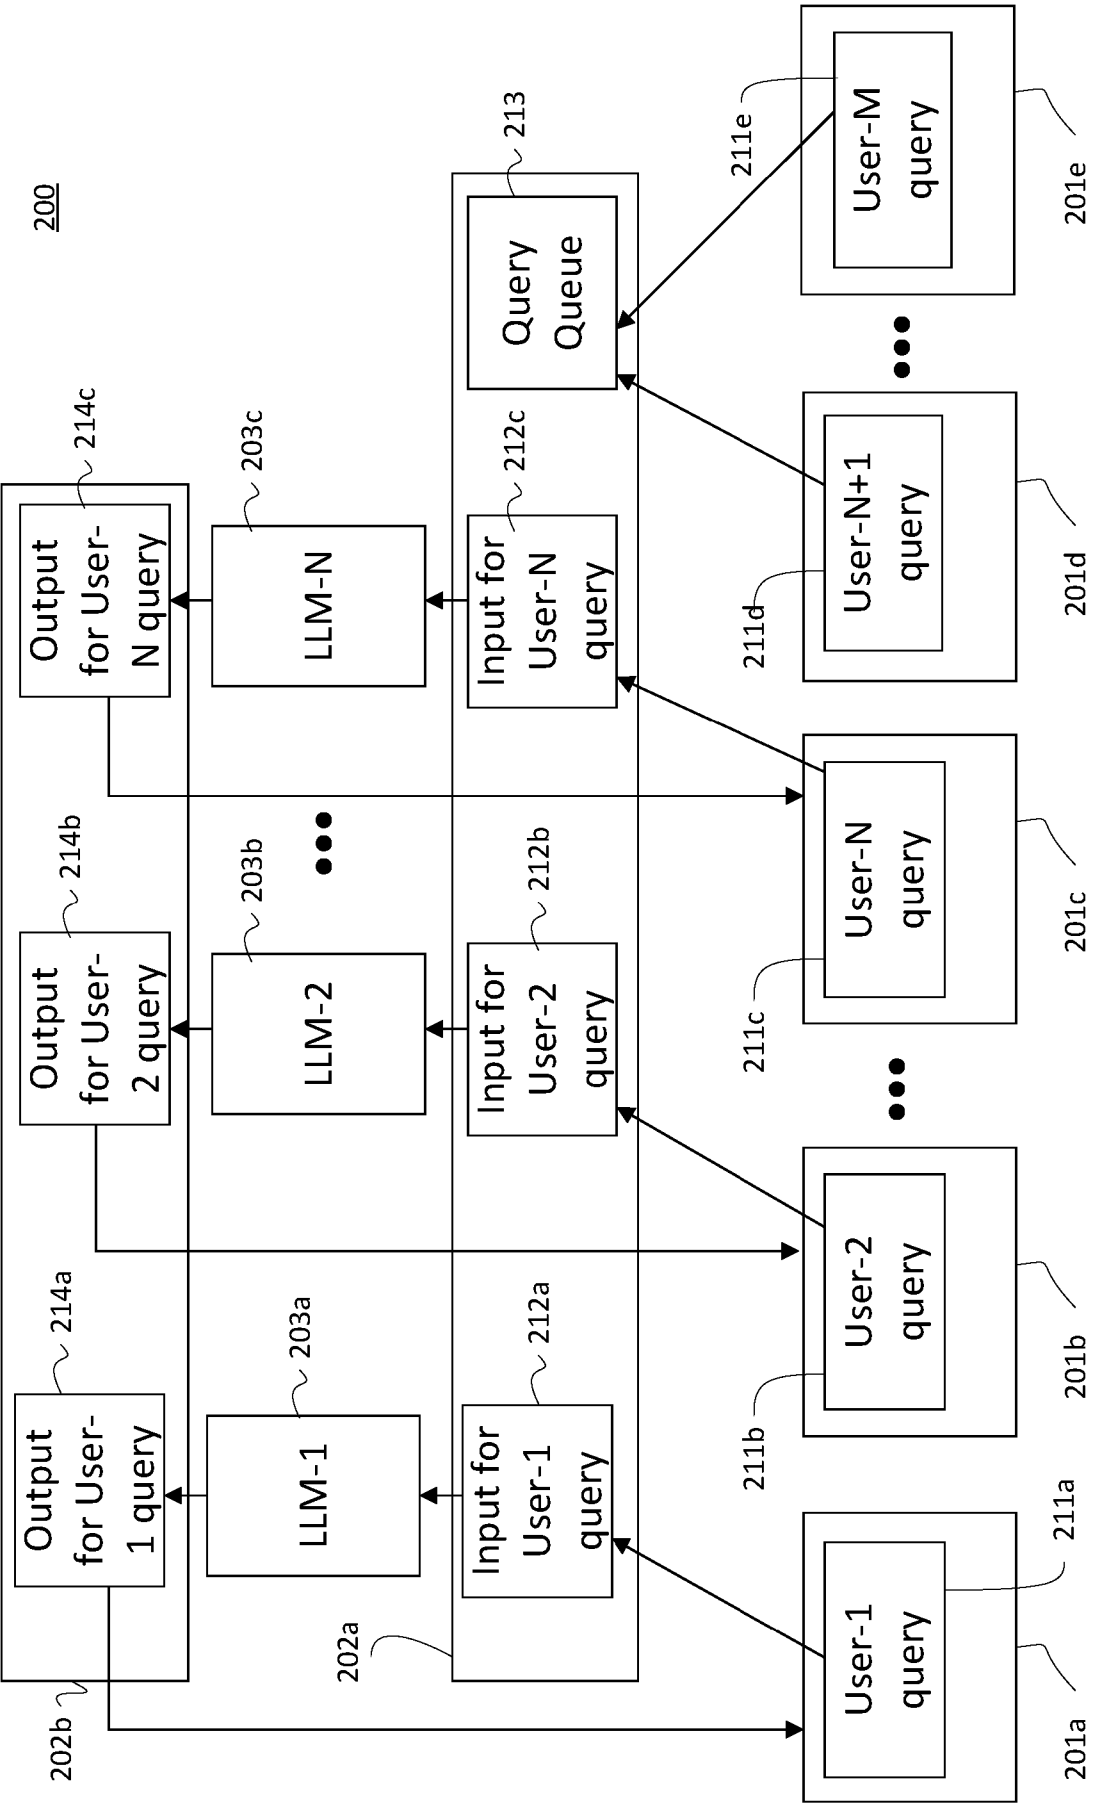 200
202b
Output
for User-
1 query
214a
Output
for User-
2 query
214b
Output
for User-
N query
214c
LLM-1
203a
LLM-2
203b
LLM-N
203c
202a
Input for
User-1
query
212a
Input for
User-2
query
212b
Input for
User-N
query
212c
Query
Queue
213
User-1
query
211a
201a
User-2
query
211b
201b
User-N
query
211c
201c
User-N+1
query
211d
201d
User-M
query
211e
201e